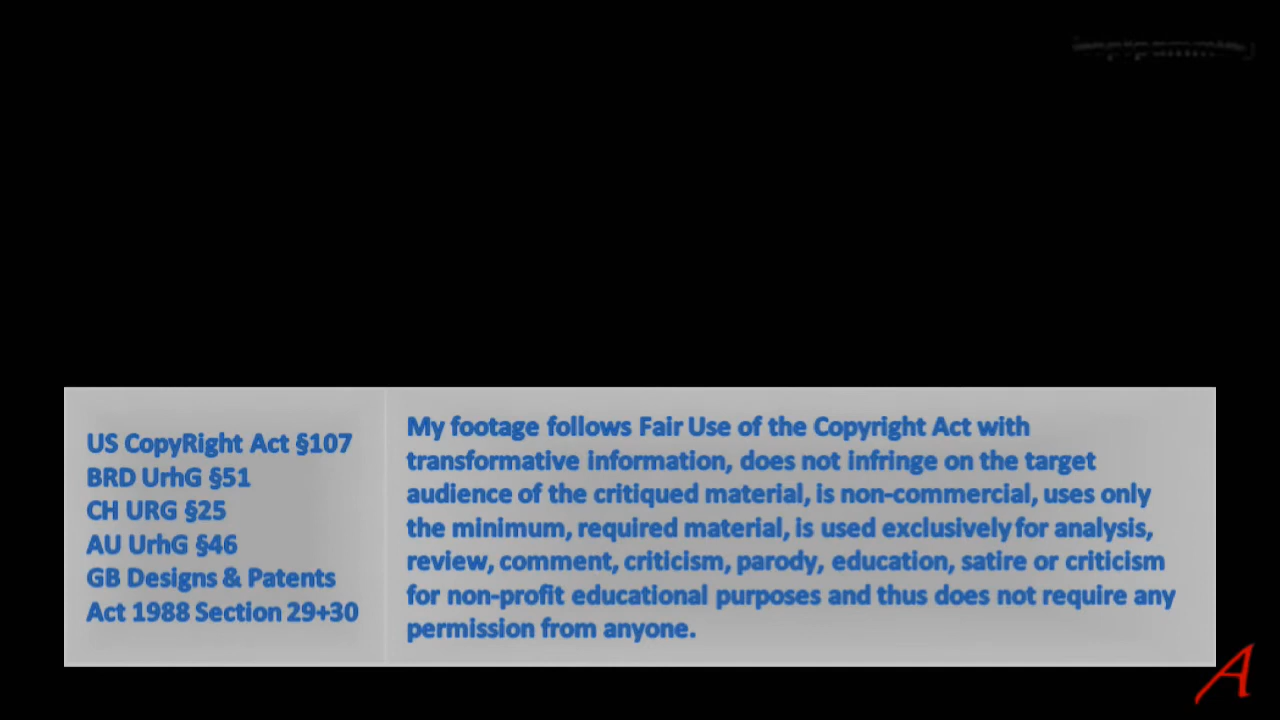 US CopyRight Act §107
BRD UrhG §51
CH URG §25
AU UrhG §46
GB Designs & Patents
Act 1988 Section 29+30
My footage follows Fair Use of the Copyright Act with
transformative information, does not infringe on the target
audience of the critiqued material, is non-commercial, uses only
the minimum, required material, is used exclusively for analysis,
review, comment, criticism, parody, education, satire or criticism
for non-profit educational purposes and thus does not require any
permission from anyone.
A